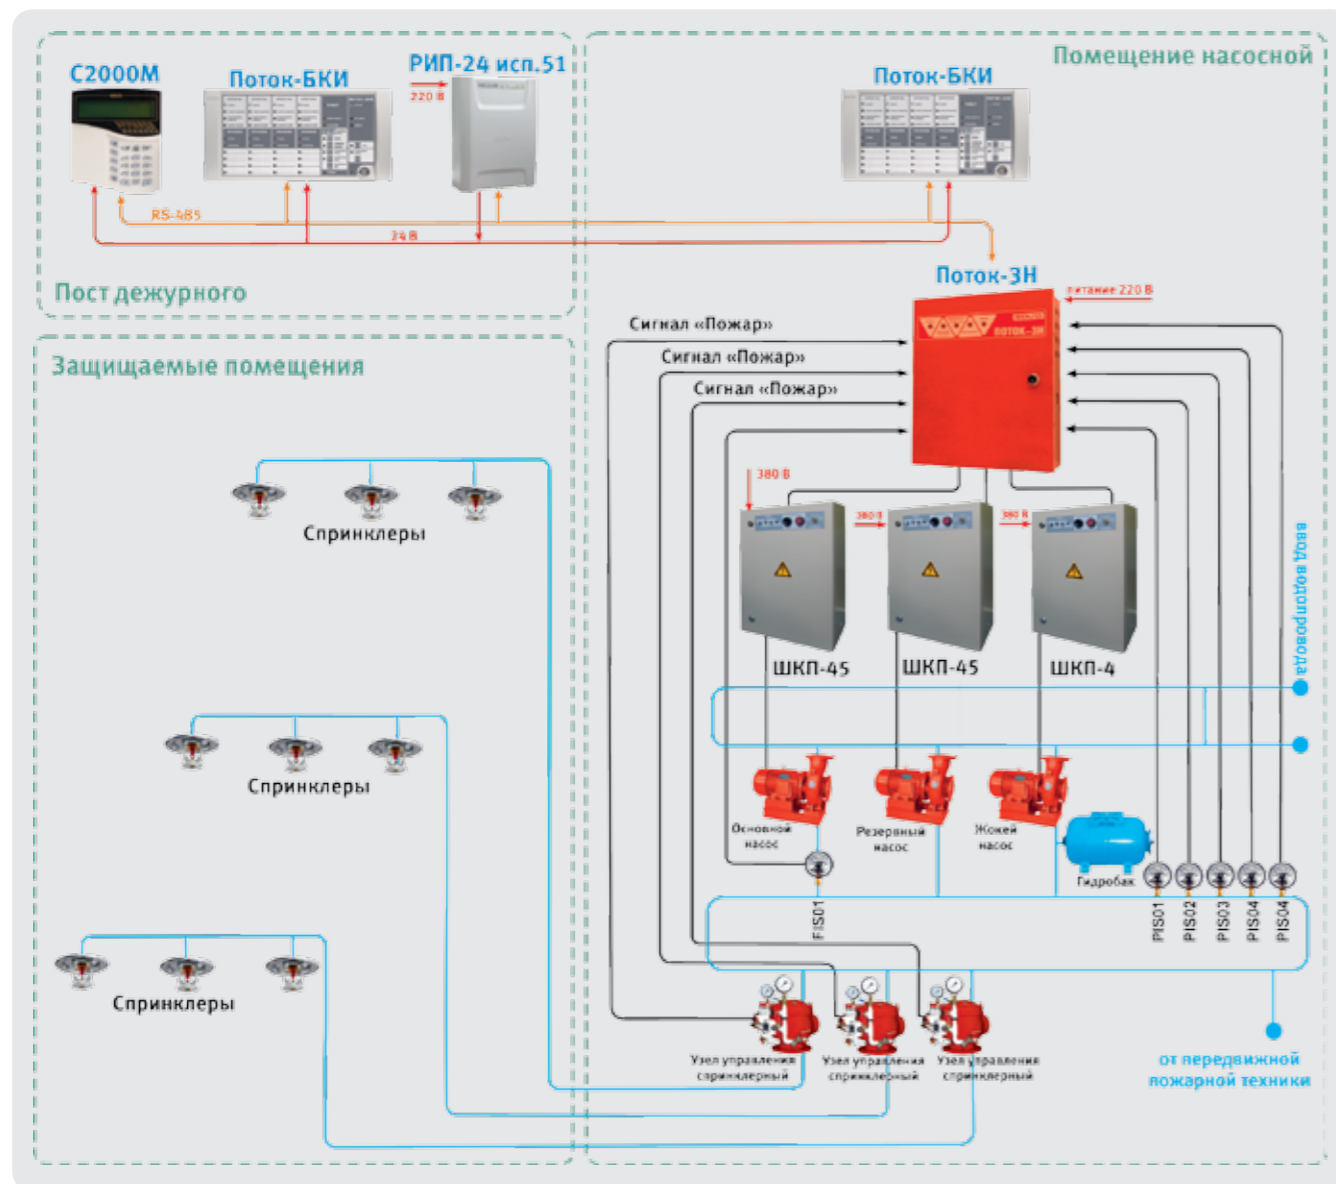 Помещение насосной
С2000М
Поток-БКИ
РИП-24 исп.51
220 В
Поток-БКИ
RS-485
24 В
Пост дежурного
Поток-3Н
питание 220 В
ПОТОК-3Н
Сигнал «Пожар»
Сигнал «Пожар»
Сигнал «Пожар»
Защищаемые помещения
380 В
380 В
380 В
Спринклеры
ввод водопровода
ШКП-45
ШКП-45
ШКП-4
Спринклеры
Основной
насос
Резервный
насос
Жокей
насос
Гидробак
FIS01
PIS01
PIS02
PIS03
PIS04
PIS04
Спринклеры
Узел управления
спринклерный
Узел управления
спринклерный
Узел управления
спринклерный
от передвижной
пожарной техники